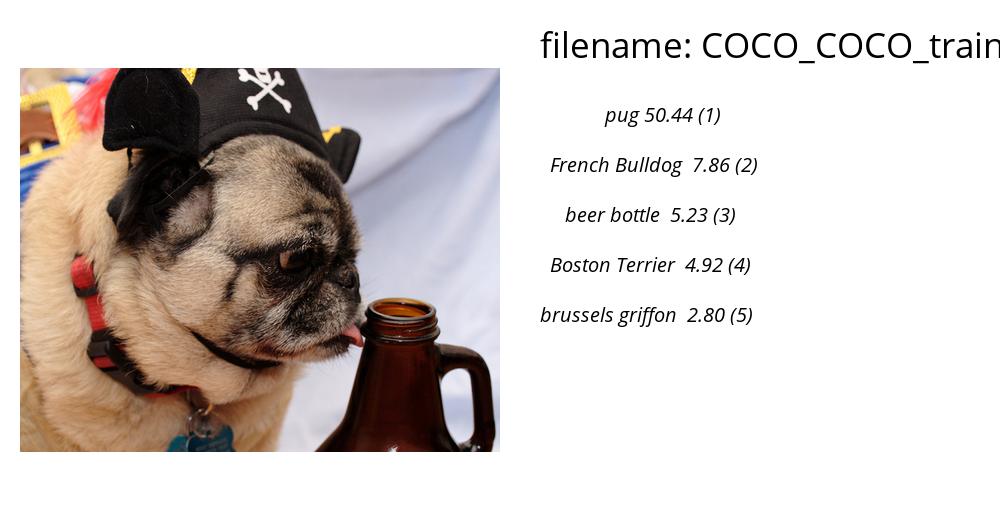 filename: COCO_COCO_train
pug 50.44 (1)
French Bulldog 7.86 (2)
beer bottle 5.23 (3)
Boston Terrier 4.92 (4)
brussels griffon 2.80 (5)